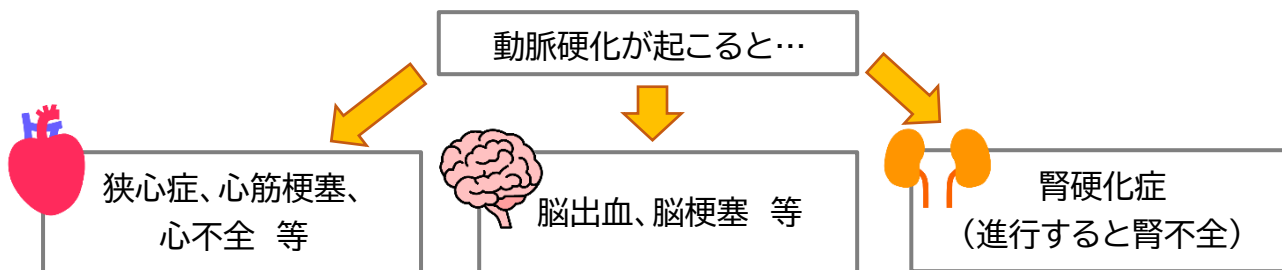 動脈硬化が起こると…
狭心症、心筋梗塞、
心不全　等
脳出血、脳梗塞　等
腎硬化症
（進行すると腎不全）